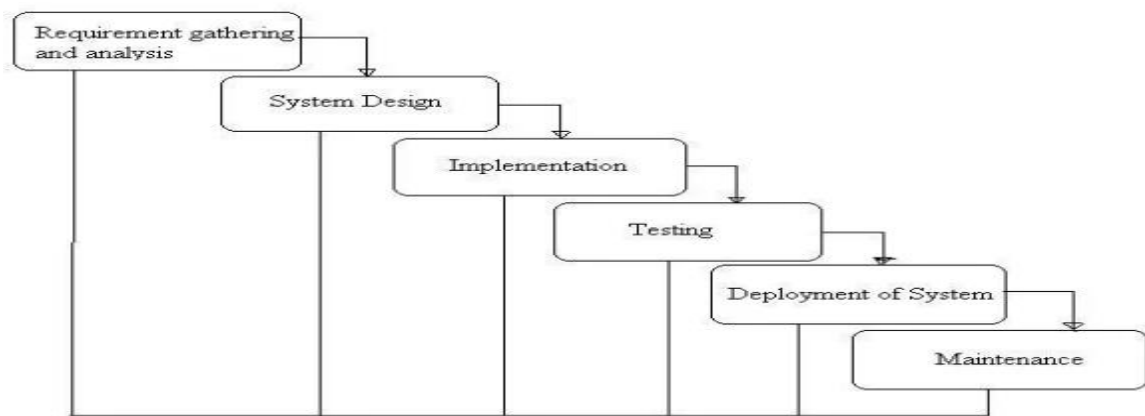 Requirement gathering
and analysis
System Design
Implementation
Testing
Deployment of System
Maintenance